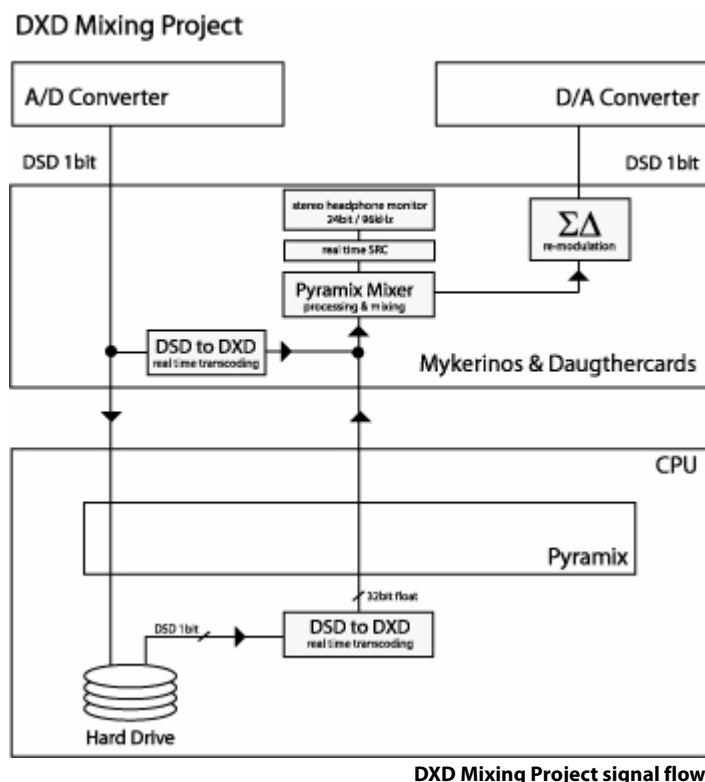 DXD Mixing Project
A/D Converter
D/A Converter
DSD 1bit
DSD 1bit
stereo headphone monitor
24bit / 96kHz
real time SRC
ΣΔ
re-modulation
Pyramix Mixer
processing & mixing
DSD to DXD
real time transcoding
Mykerinos & Daugthercards
CPU
Pyramix
32bit float
DSD 1bit
DSD to DXD
real time transcoding
Hard Drive
DXD Mixing Project signal flow